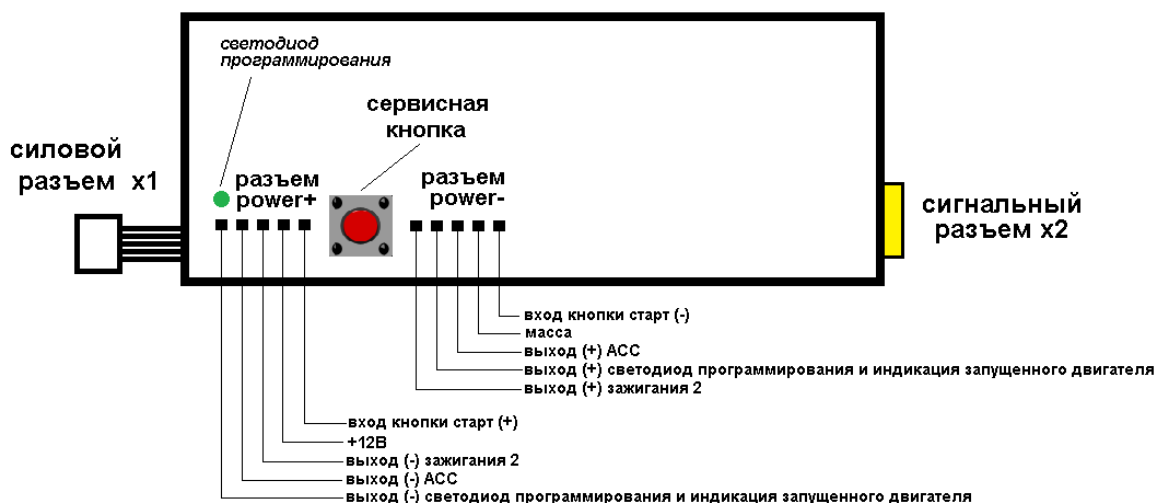 светодиод
программирования
сервисная
кнопка
силовой
разъем x1
разъем
power+
разъем
power-
сигнальный
разъем x2
вход кнопки старт (-)
масса
выход (+) АСС
выход (+) светодиод программирования и индикация запущенного двигателя
выход (+) зажигания 2
вход кнопки старт (+)
+12В
выход (-) зажигания 2
выход (-) АСС
выход (-) светодиод программирования и индикация запущенного двигателя